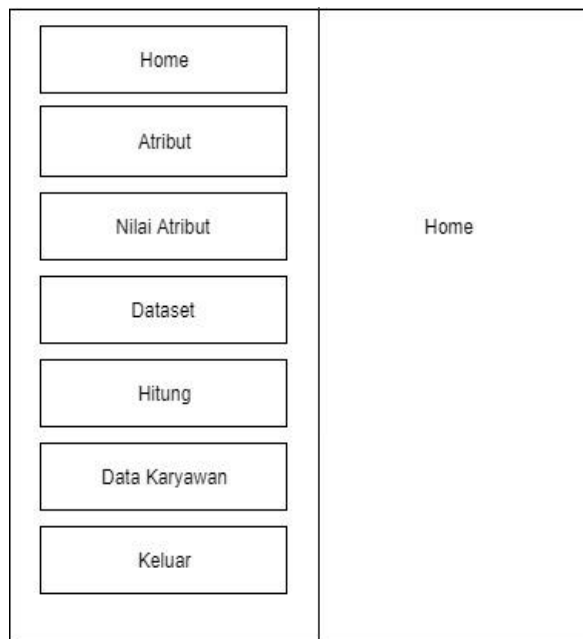 Home
Atribut
Nilai Atribut
Dataset
Hitung
Data Karyawan
Keluar
Home